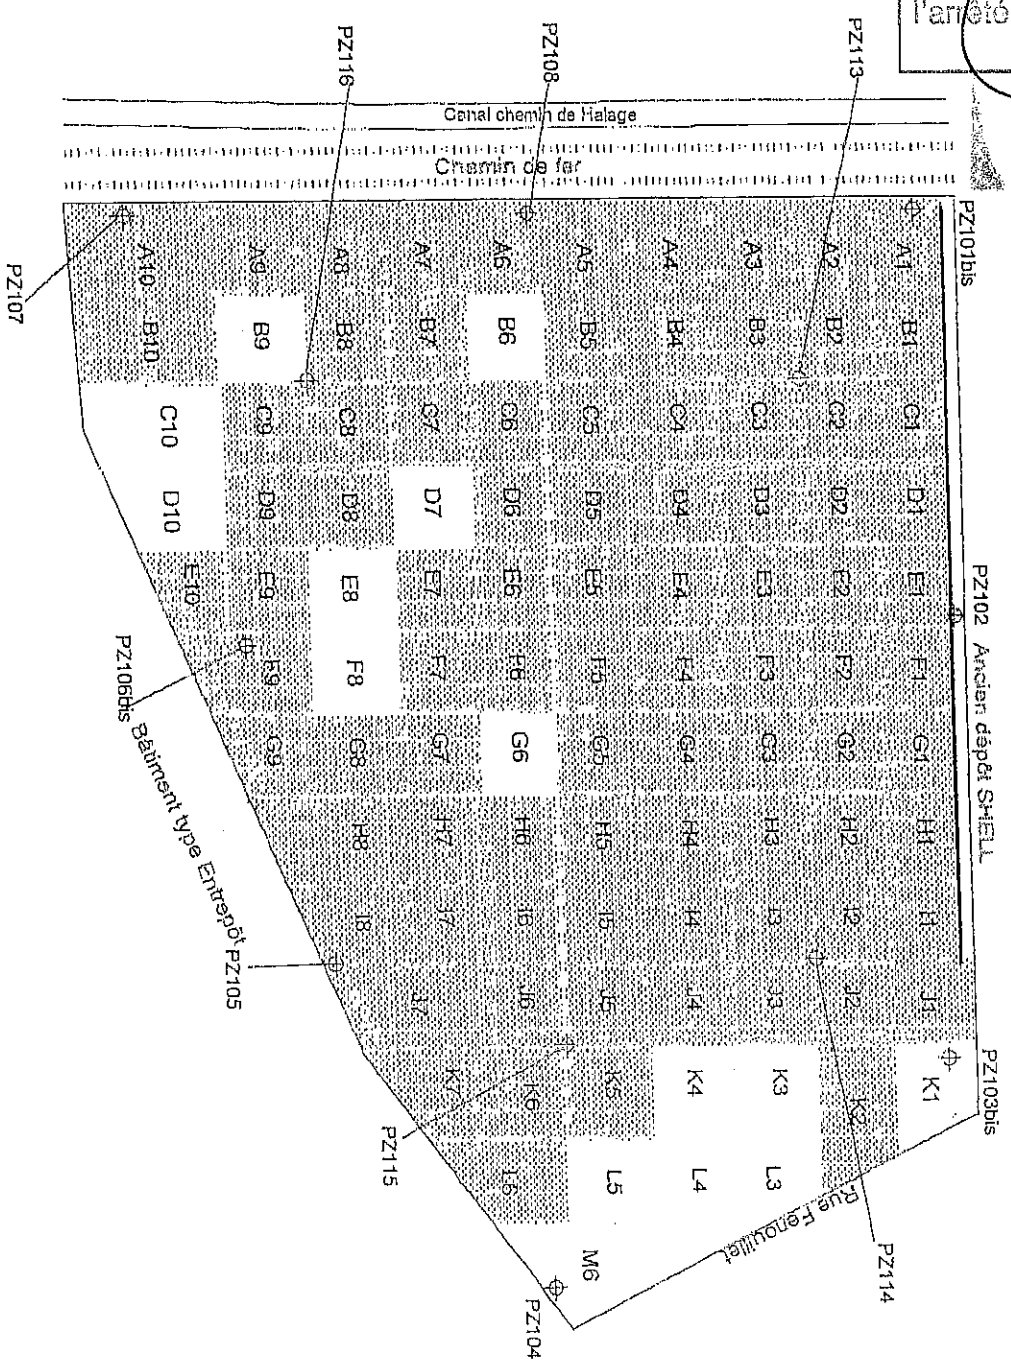 l'arrêté
PZ116
PZ108
PZ113
Canal chemin de Halage
Chemin de fer
PZ101bis
PZ107
A10
A9
A8
A7
A6
A5
A4
A3
A2
A1
B10
B9
B8
B7
B6
B5
B4
B3
B2
B1
C10
C9
C8
C7
C6
C5
C4
C3
C2
C1
D10
D9
D8
D7
D6
D5
D4
D3
D2
D1
E10
E9
E8
E7
E6
E5
E4
E3
E2
E1
PZ102 Ancien dépôt SHELL
F9
F8
F7
F6
F5
F4
F3
F2
F1
PZ106bis
Bâtiment type Entrepôt
G9
G8
G7
G6
G5
G4
G3
G2
G1
H8
H7
H6
H5
H4
H3
H2
H1
I8
I7
I6
I5
I4
I3
I2
I1
PZ105
J7
J6
J5
J4
J3
J2
J1
K7
K6
K5
K4
K3
K2
K1
PZ103bis
PZ115
L6
L5
L4
L3
Rue Fenouillet
M6
PZ114
PZ104